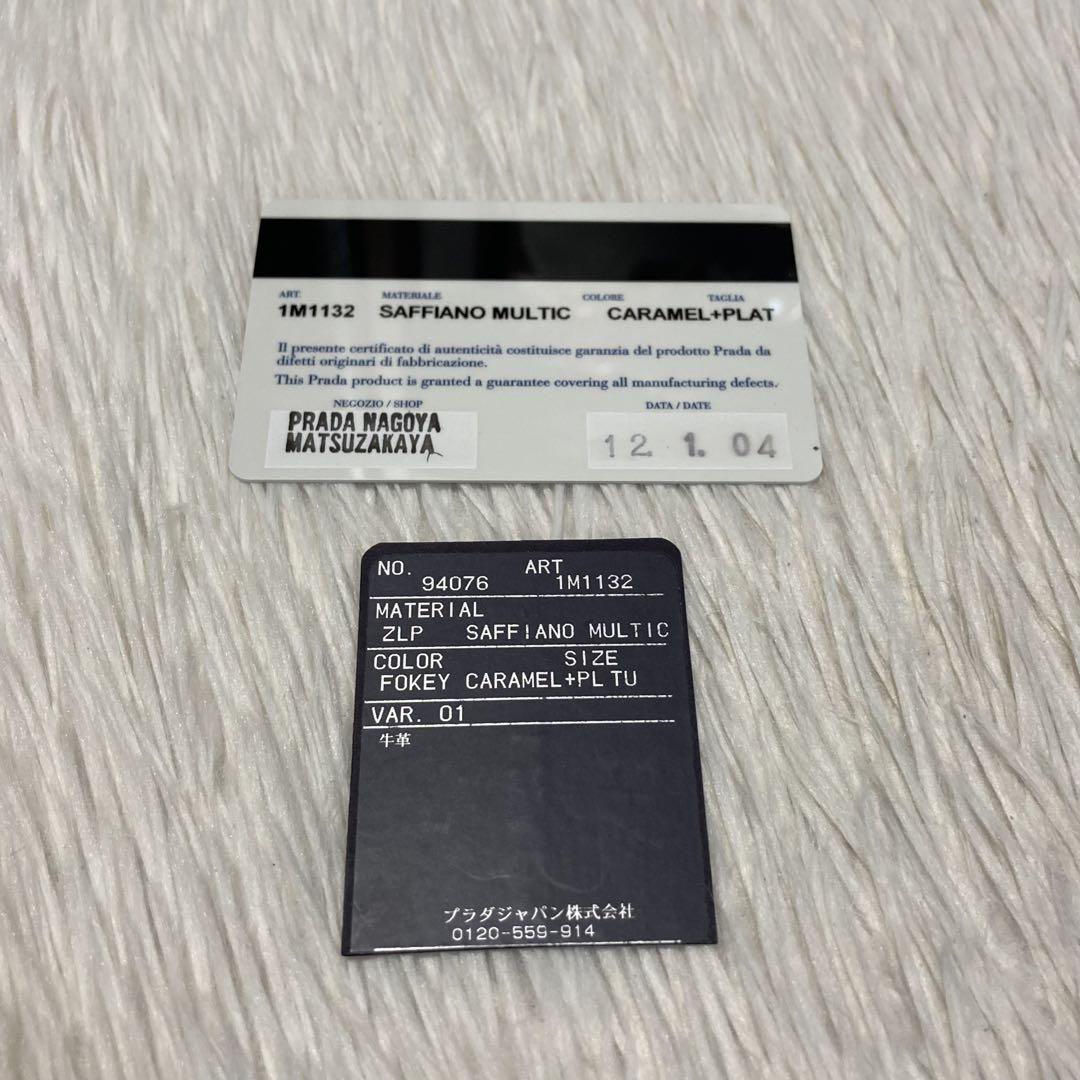 ART. MATERIALE COLORE TAGLIA
1M1132 SAFFIANO MULTIC CARAMEL+PLAT
Il presente certificato di autenticità costituisce garanzia del prodotto Prada da
difetti originari di fabbricazione.
This Prada product is granted a guarantee covering all manufacturing defects.
NEGOZIO / SHOP DATA / DATE
PRADA NAGOYA
MATSUZAKAYA
12. 1. 04
NO. ART
94076 1M1132
MATERIAL
ZLP SAFFIANO MULTIC
COLOR SIZE
FOKEY CARAMEL+PL TU
VAR. 01
牛革
プラダジャパン株式会社
0120-559-914